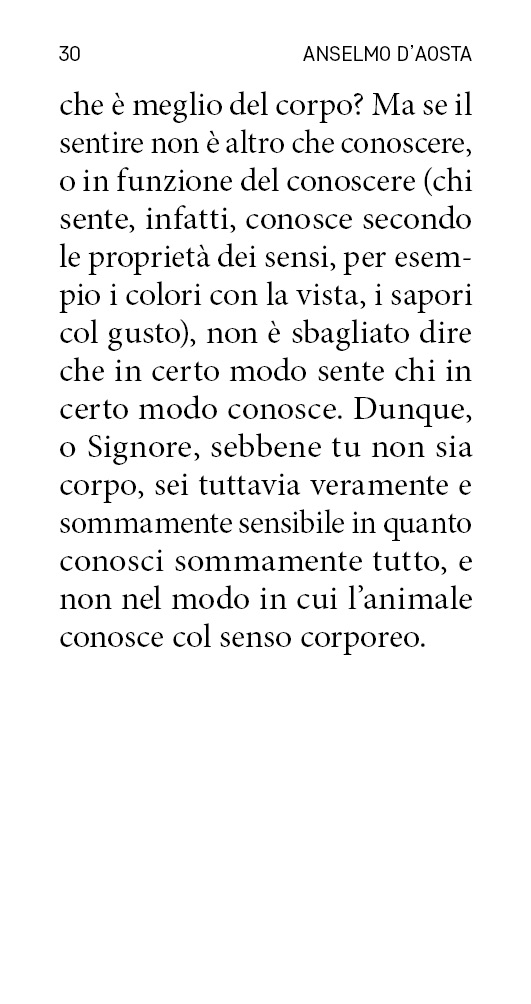 30 ANSELMO D'AOSTA
che è meglio del corpo? Ma se il
sentire non è altro che conoscere,
o in funzione del conoscere (chi
sente, infatti, conosce secondo
le proprietà dei sensi, per esem-
pio i colori con la vista, i sapori
col gusto), non è sbagliato dire
che in certo modo sente chi in
certo modo conosce. Dunque,
o Signore, sebbene tu non sia
corpo, sei tuttavia veramente e
sommamente sensibile in quanto
conosci sommamente tutto, e
non nel modo in cui l’animale
conosce col senso corporeo.